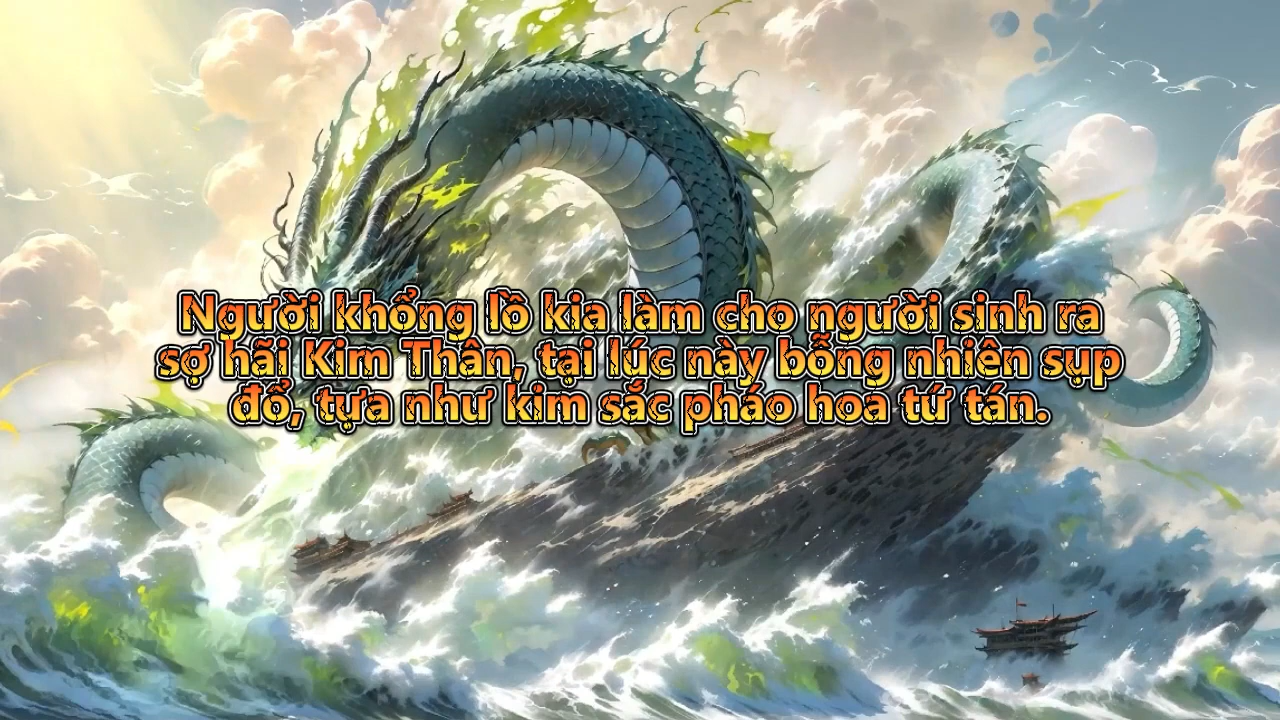 Người khổng lồ kia làm cho người sinh ra
sợ hãi Kim Thân, tại lúc này bỗng nhiên sụp
đổ, tựa như kim sắc pháo hoa tứ tán.